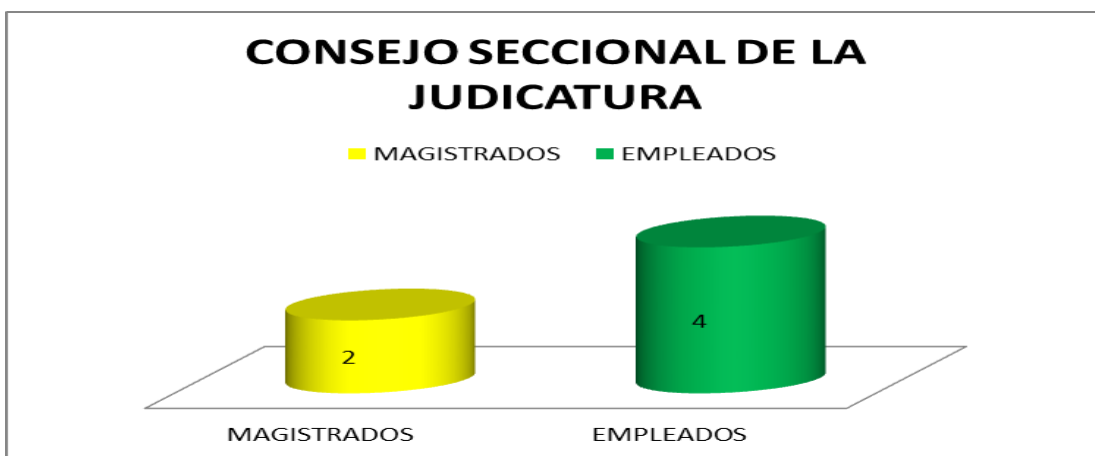 CONSEJO SECCIONAL DE LA
JUDICATURA
MAGISTRADOS EMPLEADOS
2
4
MAGISTRADOS EMPLEADOS